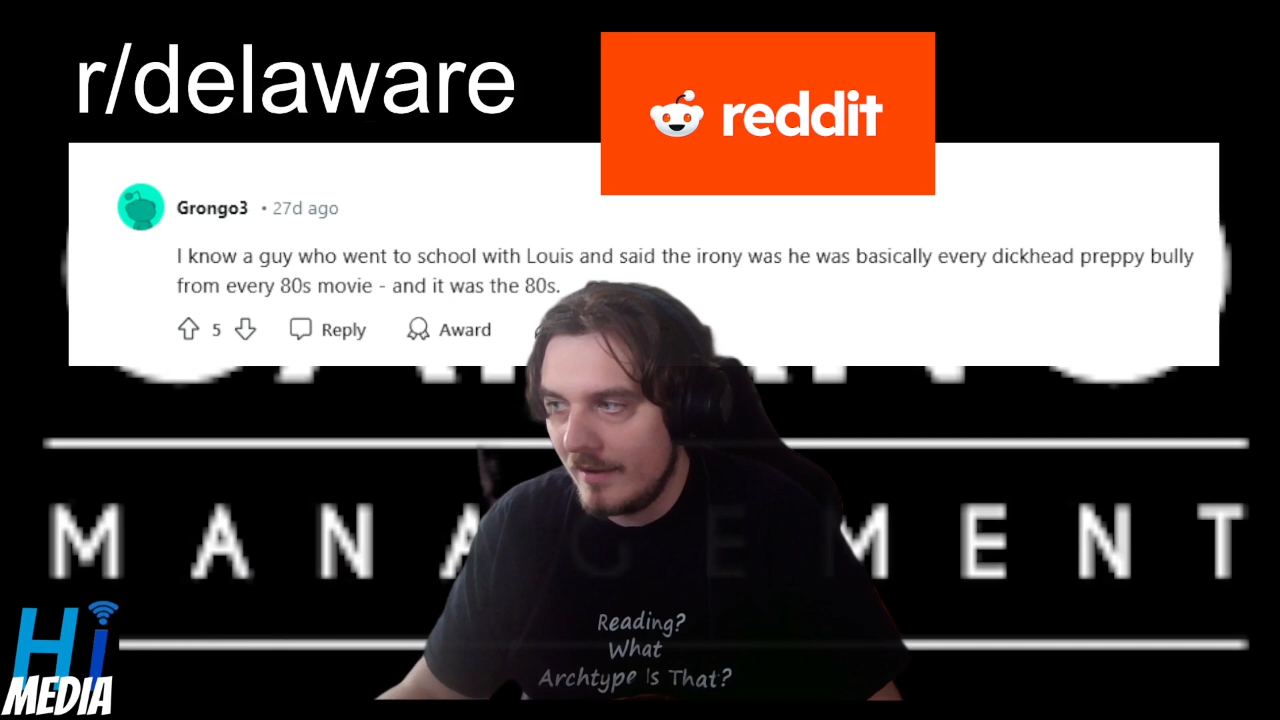 r/delaware
reddit
Grongo3 • 27d ago
I know a guy who went to school with Louis and said the irony was he was basically every dickhead preppy bully
from every 80s movie - and it was the 80s.
5 Reply Award
MANAGEMENT
Reading?
What
Archtype Is That?
Hi
MEDIA